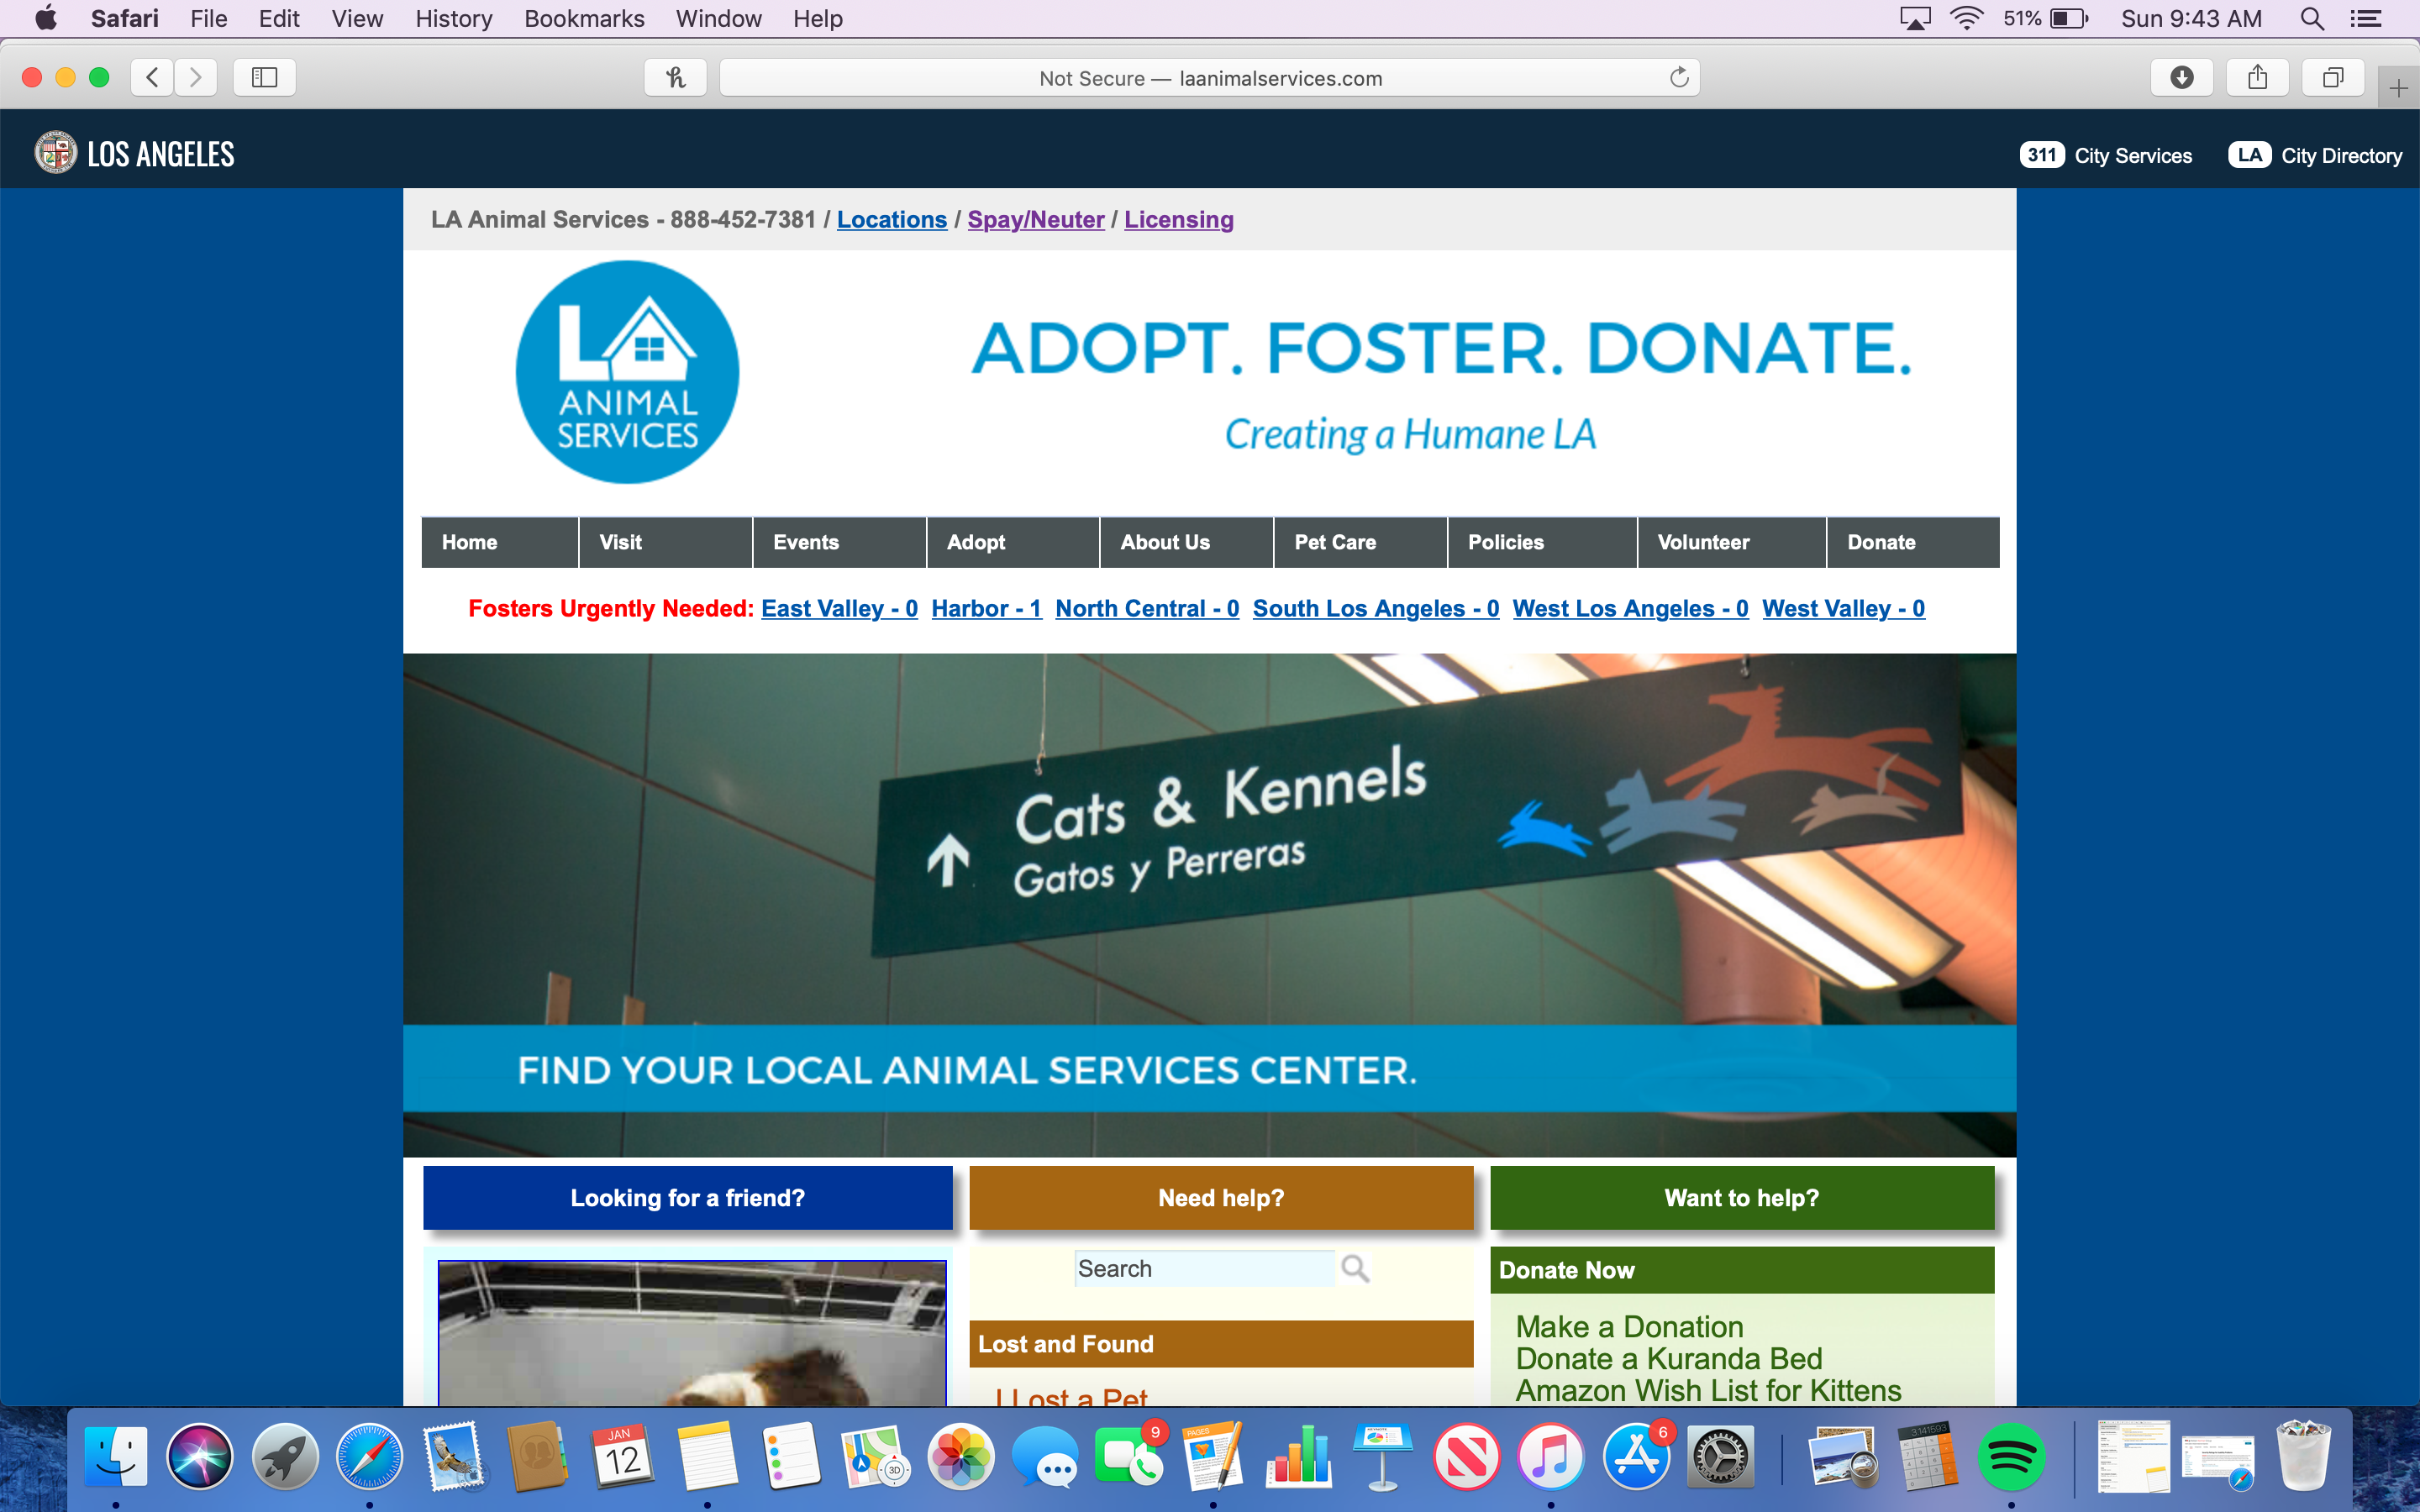 Safari File Edit View History Bookmarks Window Help 51% Sun 9:43 AM
Not Secure — laanimalservices.com
LOS ANGELES 311 City Services LA City Directory
LA Animal Services - 888-452-7381 / Locations / Spay/Neuter / Licensing
LA
ANIMAL
SERVICES
ADOPT. FOSTER. DONATE.
Creating a Humane LA
Home Visit Events Adopt About Us Pet Care Policies Volunteer Donate
Fosters Urgently Needed: East Valley - 0 Harbor - 1 North Central - 0 South Los Angeles - 0 West Los Angeles - 0 West Valley - 0
Cats & Kennels
Gatos y Perreras
FIND YOUR LOCAL ANIMAL SERVICES CENTER.
Looking for a friend? Need help? Want to help?
Search
Donate Now
Lost and Found
Make a Donation
Donate a Kuranda Bed
I Lost a Pet
Amazon Wish List for Kittens
JAN
12
3D
9
PAGES
6
3.141593